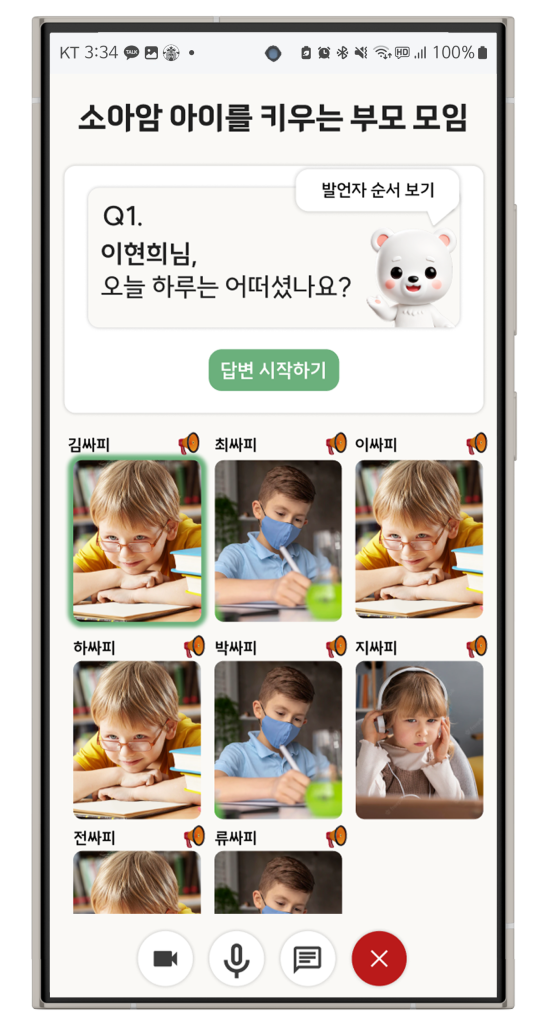 KT 3:34 TALK HD 100%
소아암 아이를 키우는 부모 모임
발언자 순서 보기
Q1.
이현희님,
오늘 하루는 어떠셨나요?
답변 시작하기
김싸피 최싸피 이싸피
하싸피 박싸피 지싸피
전싸피 류싸피